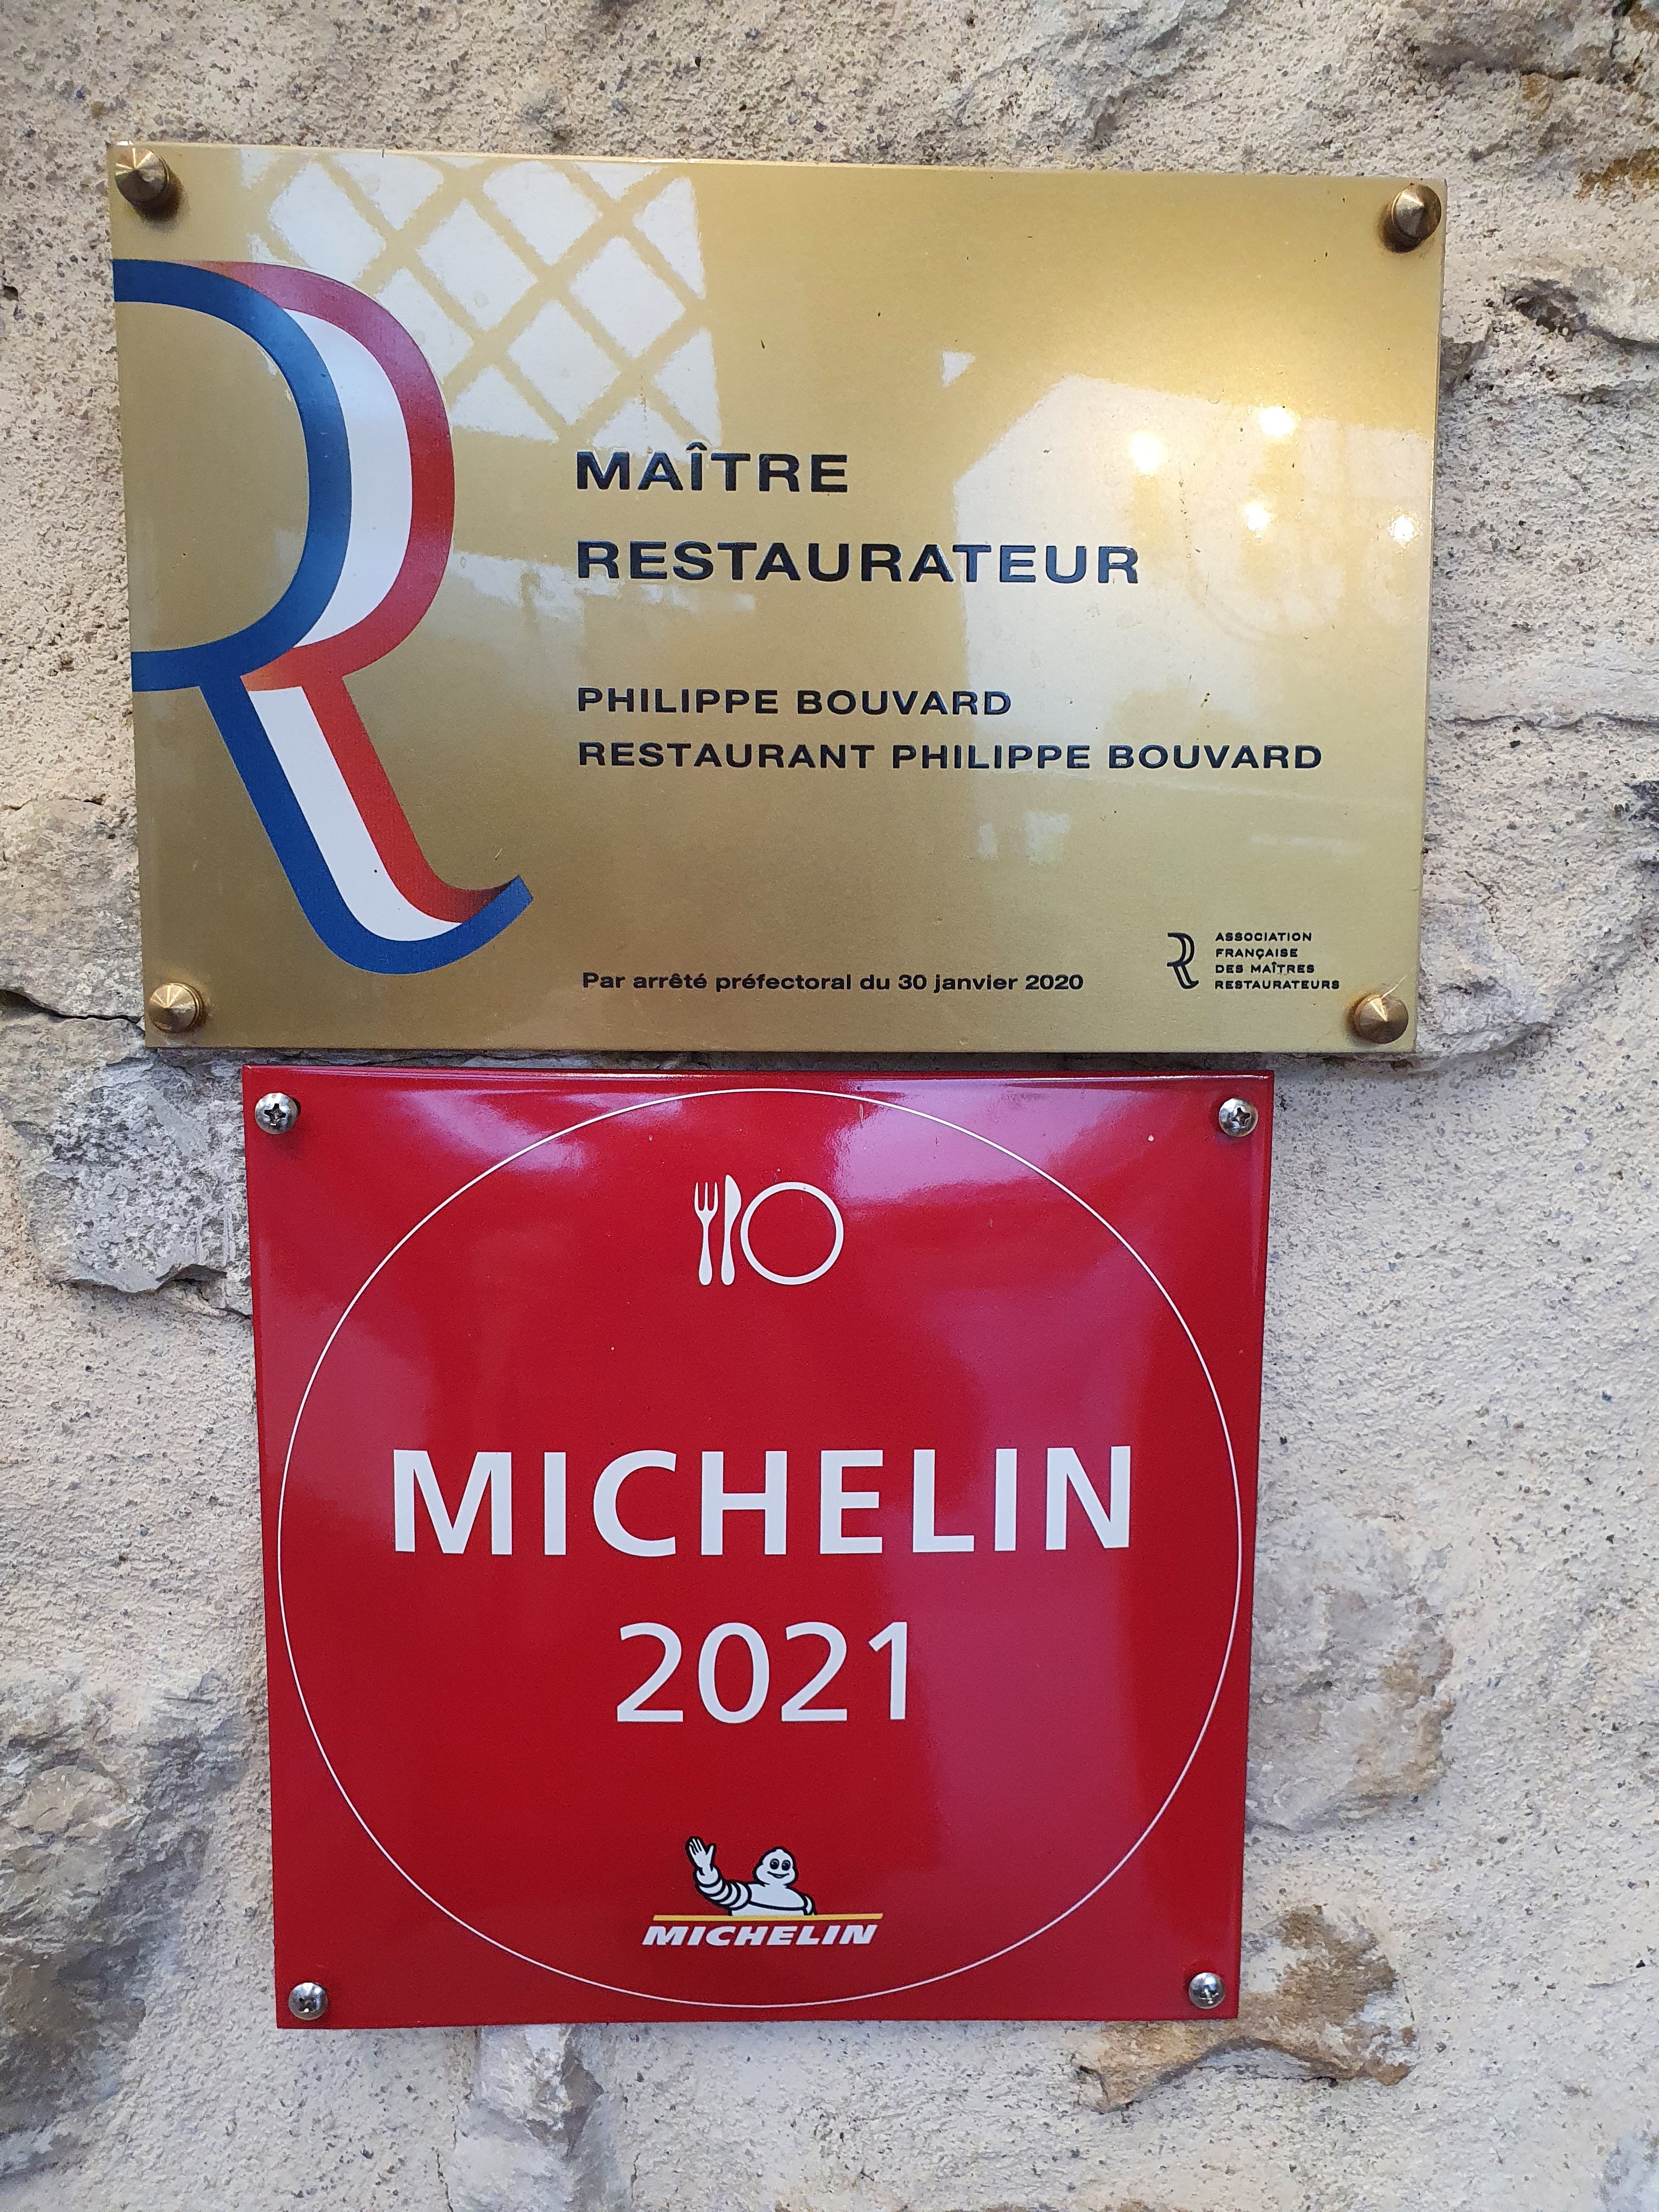 MAÎTRE
RESTAURATEUR
PHILIPPE BOUVARD
RESTAURANT PHILIPPE BOUVARD
Par arrêté préfectoral du 30 janvier 2020
ASSOCIATION
FRANÇAISE
DES MAÎTRES
RESTAURATEURS
MICHELIN
2021
MICHELIN